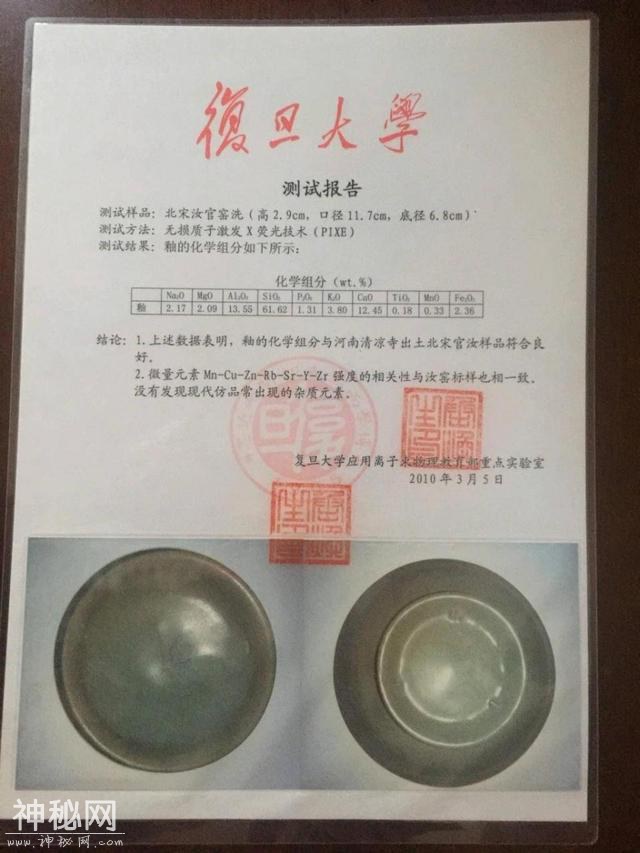 復旦大學
测试报告
测试样品：北宋汝官窑洗（高2.9cm，口径11.7cm，底径6.8cm）
测试方法：无损质子激发X荧光技术（PIXE）
测试结果：釉的化学组分如下所示：
化学组分（wt.%）
Na₂O MgO Al₂O₃ SiO₂ P₂O₅ K₂O CaO TiO₂ MnO Fe₂O₃
釉 2.17 2.09 13.55 61.62 1.31 3.80 12.45 0.18 0.33 2.36
结论：1.上述数据表明，釉的化学组分与河南清凉寺出土北宋官汝样品符合良
好．
2.微量元素Mn-Cu-Zn-Rb-Sr-Y-Zr强度的相关性与汝窑标样也相一致．
没有发现现代仿品常出现的杂质元素．
复旦大学应用离子束物理教育部重点实验室
2010年3月5日
神秘网
www.神秘网.com